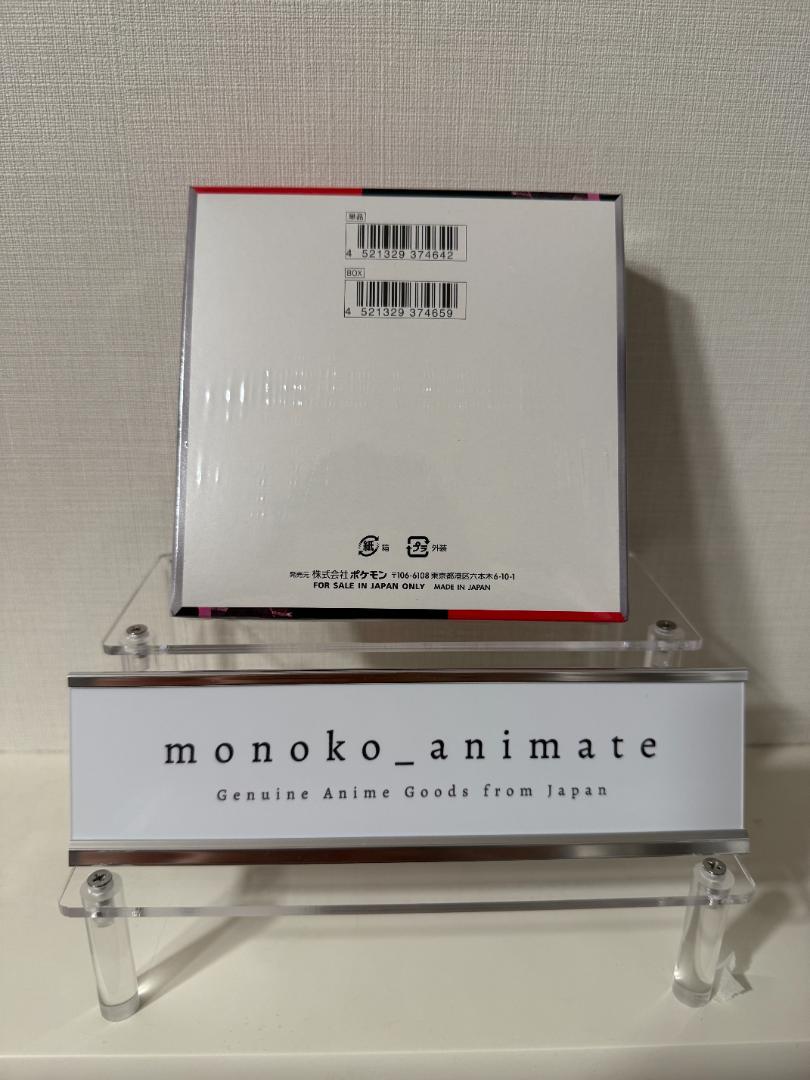 単品
4 521329 374642
BOX
4 521329 374659
紙 箱 プラ 外装
発売元 株式会社ポケモン 〒106-6108 東京都港区六本木6-10-1
FOR SALE IN JAPAN ONLY MADE IN JAPAN
monoko_animate
Genuine Anime Goods from Japan